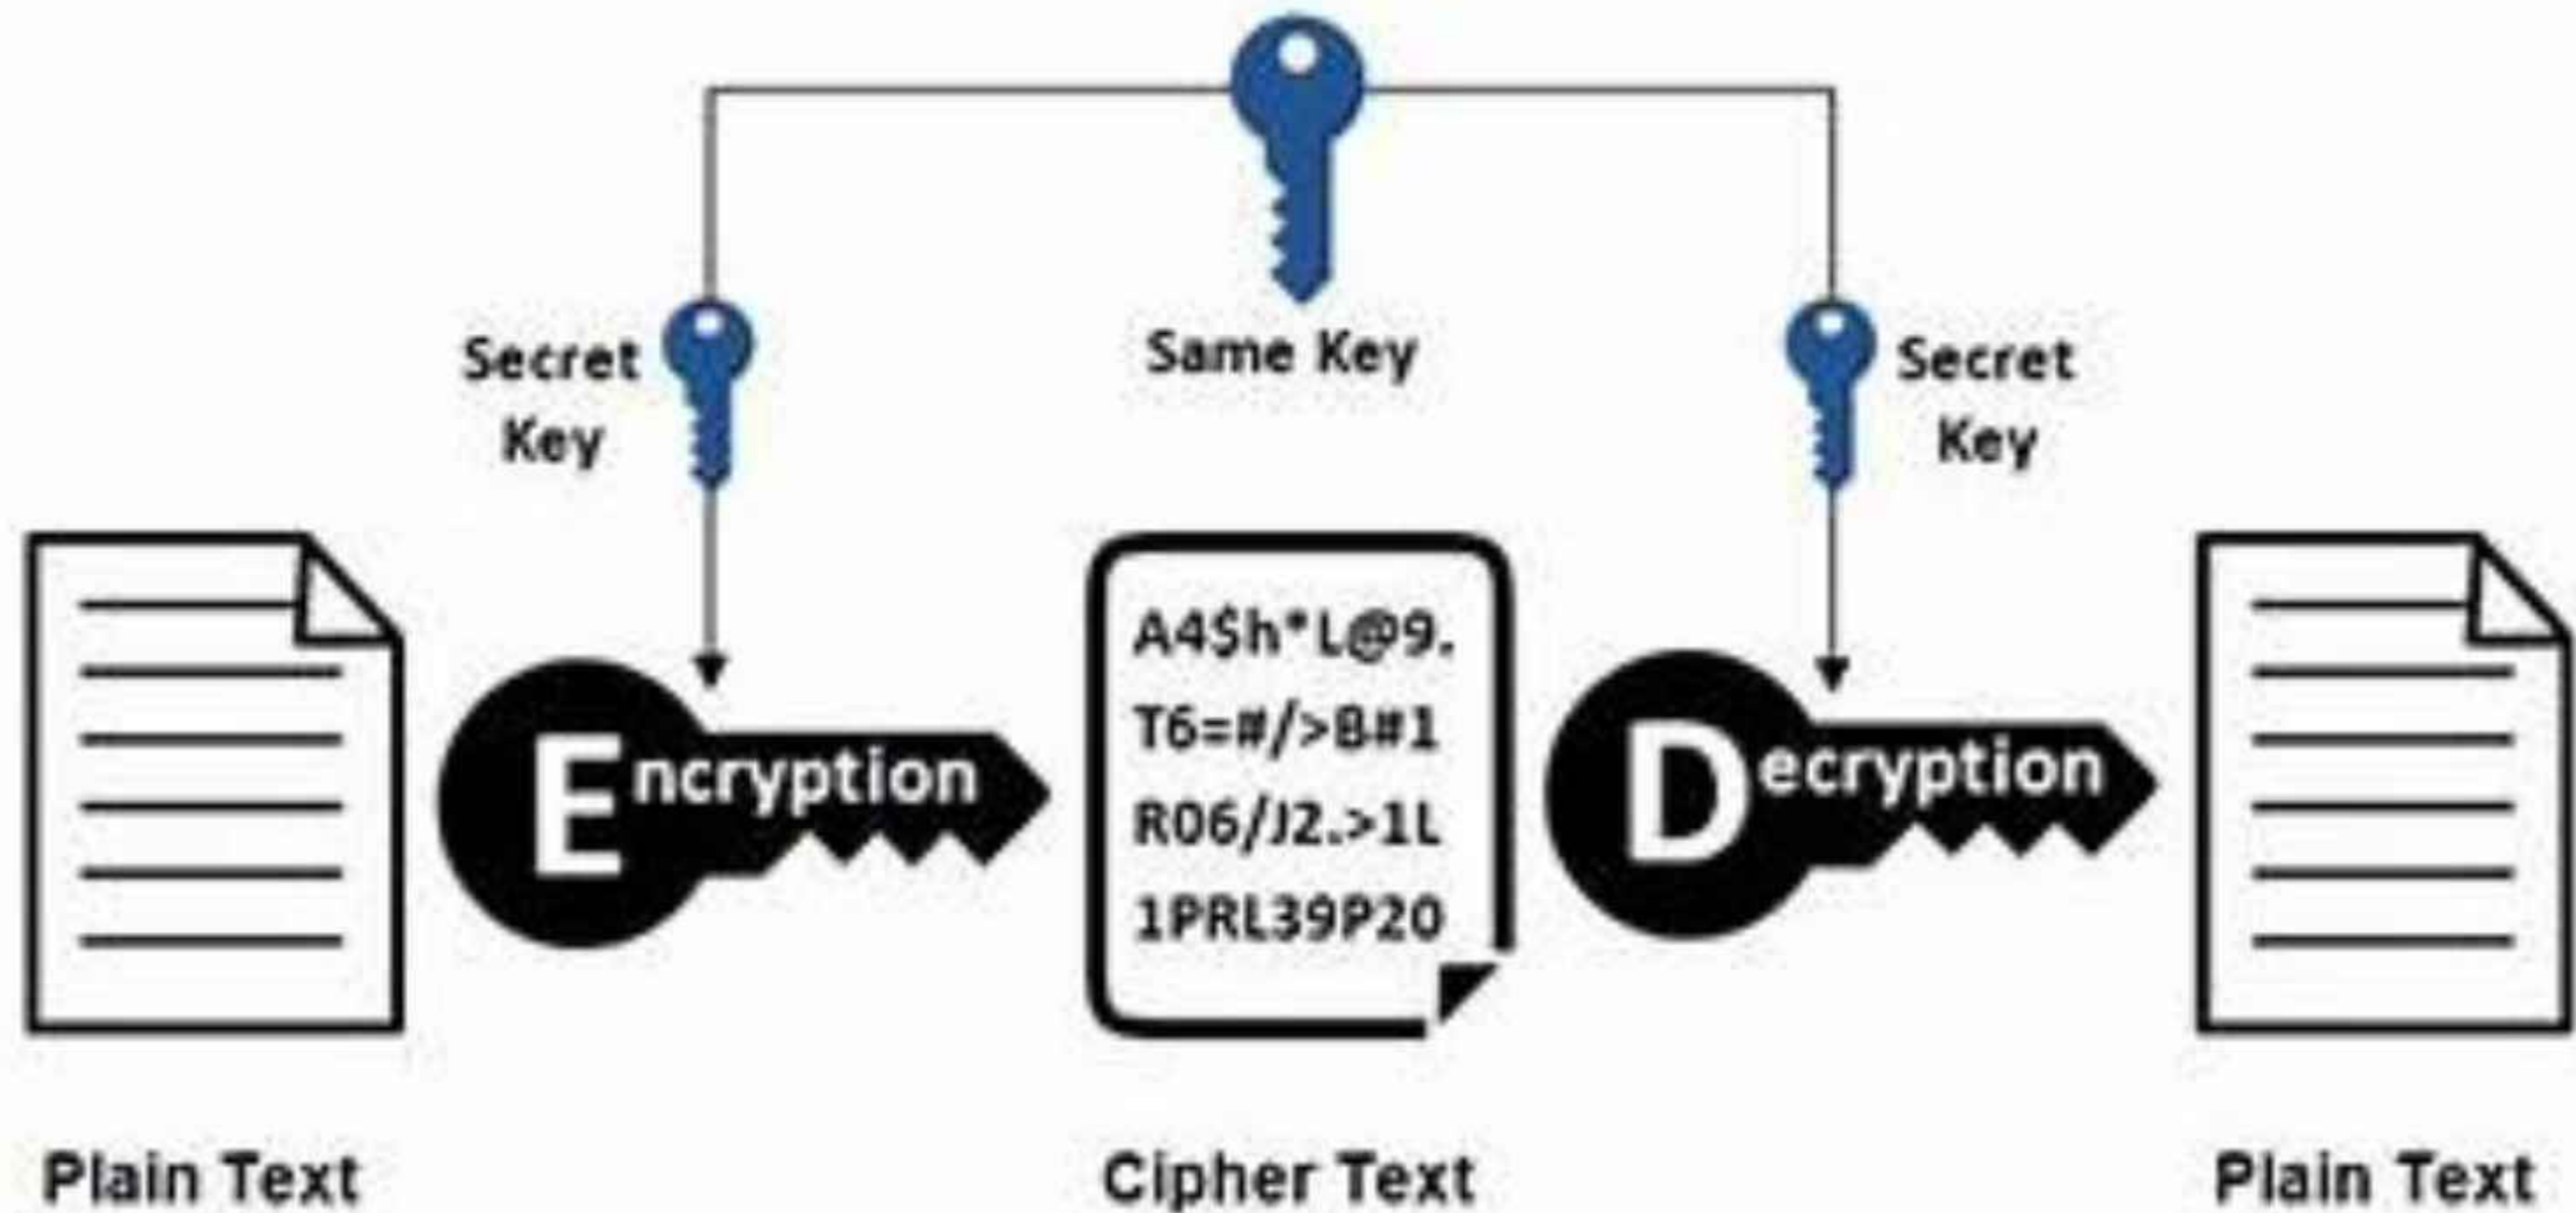 Same Key
Secret
Key
Secret
Key
Encryption
A4$h*L@9.
T6=#/>B#1
R06/J2.>1L
1PRL39P20
Decryption
Plain Text
Cipher Text
Plain Text